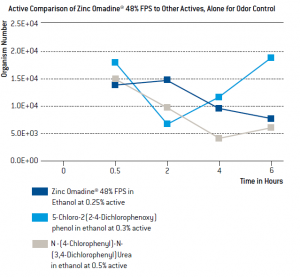 Active Comparison of Zinc Omadine® 48% FPS to Other Actives, Alone for Odor Control
Organism Number
2.5E+04
2.0E+04
1.5E+04
1.0E+04
5.0E+03
0.0E+00
0 0.5 2 4 6
Time in Hours
Zinc Omadine® 48% FPS in
Ethanol at 0.25% active
5-Chloro-2(2-4-Dichlorophenoxy)
phenol in ethanol at 0.3% active
N-(4-Chlorophenyl)-N-
(3,4-Dichlorophenyl)Urea
in ethanol at 0.5% active